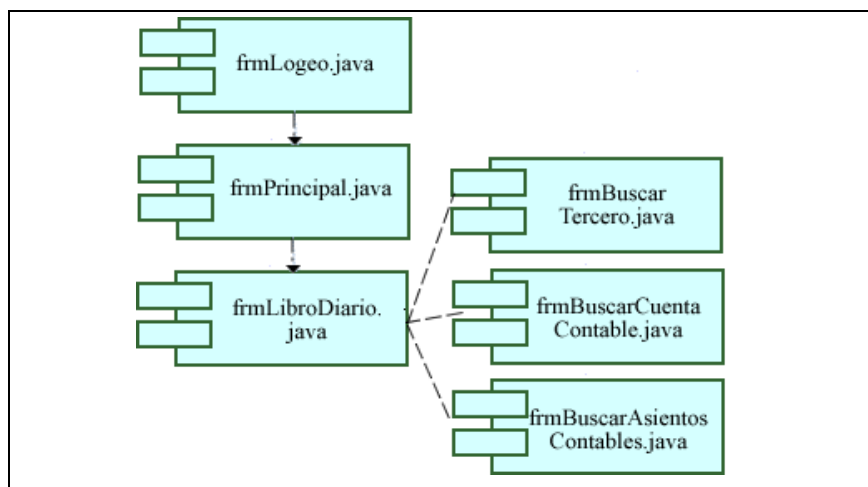 frmLogeo.java
frmPrincipal.java
frmLibroDiario.
java
frmBuscar
Tercero.java
frmBuscarCuenta
Contable.java
frmBuscarAsientos
Contables.java